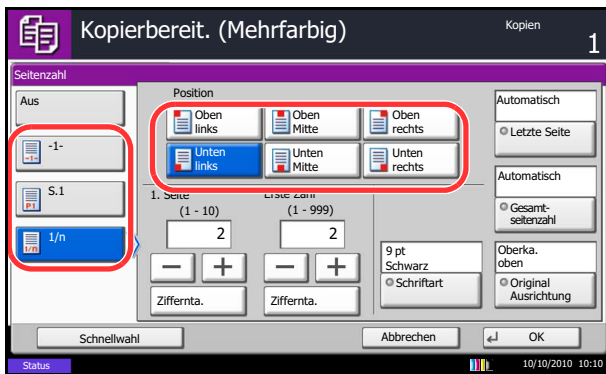 Kopierbereit. (Mehrfarbig)
Kopien
1
Seitenzahl
Aus
-1-
-1-
S.1
P1
1/n
1/n
Position
Oben
links
Oben
Mitte
Oben
rechts
Unten
links
Unten
Mitte
Unten
rechts
1. Seite
(1 - 10)
2
Ziffernta.
Erste Zahl
(1 - 999)
2
Ziffernta.
9 pt
Schwarz
Schriftart
Automatisch
Letzte Seite
Automatisch
Gesamt-
seitenzahl
Oberka.
oben
Original
Ausrichtung
Schnellwahl
Abbrechen
OK
Status
10/10/2010 10:10